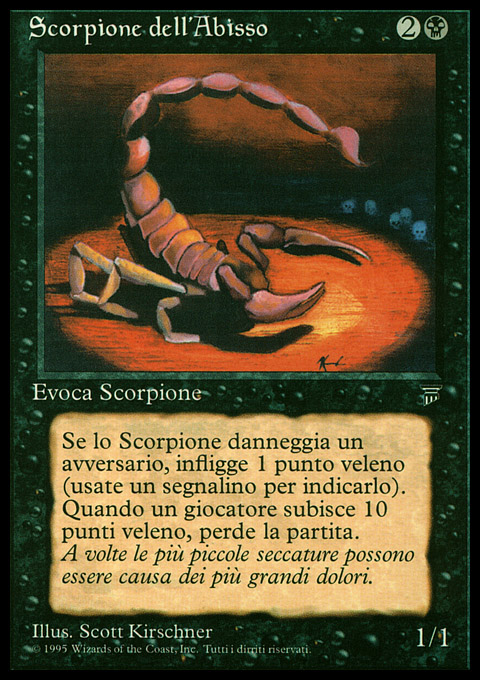 Scorpione dell'Abisso 2
Evoca Scorpione
Se lo Scorpione danneggia un
avversario, infligge 1 punto veleno
(usate un segnalino per indicarlo).
Quando un giocatore subisce 10
punti veleno, perde la partita.
A volte le più piccole seccature possono
essere causa dei più grandi dolori.
Illus. Scott Kirschner
1/1
© 1995 Wizards of the Coast, Inc. Tutti i diritti riservati.